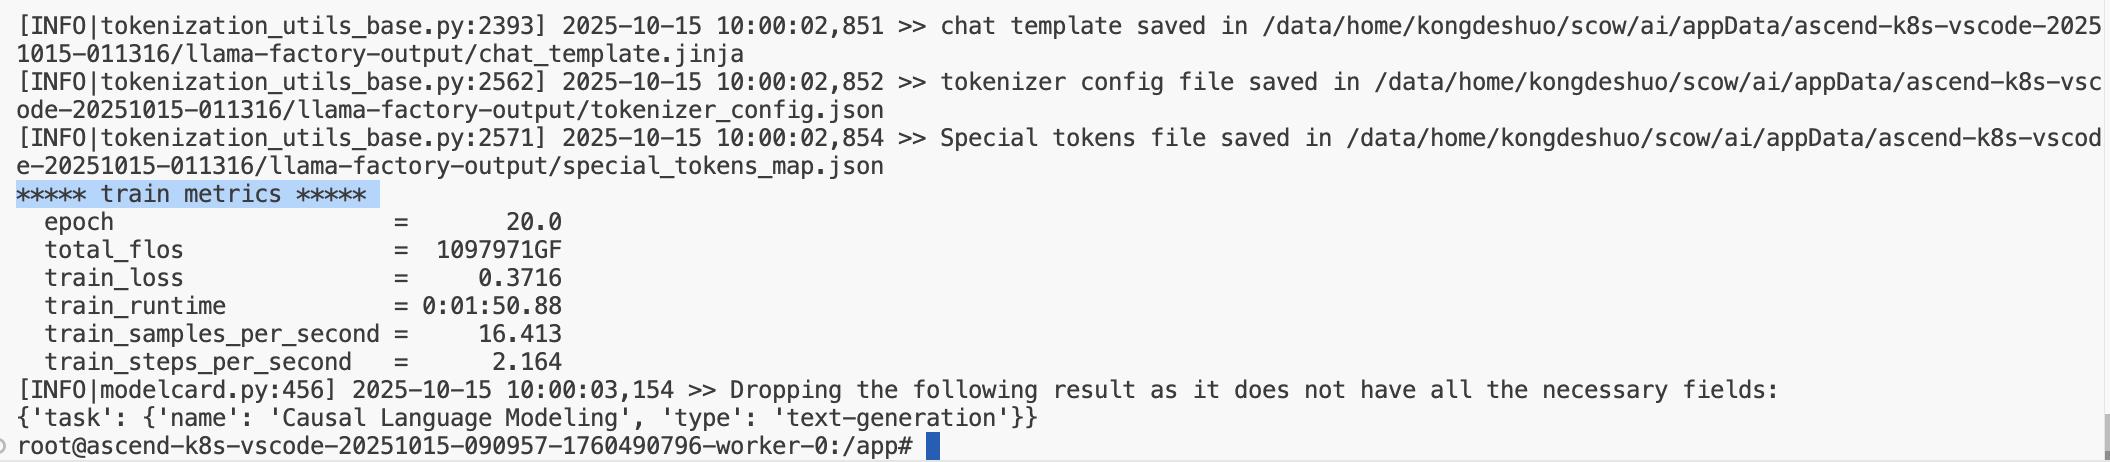 [INFO|tokenization_utils_base.py:2393] 2025-10-15 10:00:02,851 >> chat template saved in /data/home/kongdeshuo/scow/ai/appData/ascend-k8s-vscode-2025
1015-011316/llama-factory-output/chat_template.jinja
[INFO|tokenization_utils_base.py:2562] 2025-10-15 10:00:02,852 >> tokenizer config file saved in /data/home/kongdeshuo/scow/ai/appData/ascend-k8s-vsc
ode-20251015-011316/llama-factory-output/tokenizer_config.json
[INFO|tokenization_utils_base.py:2571] 2025-10-15 10:00:02,854 >> Special tokens file saved in /data/home/kongdeshuo/scow/ai/appData/ascend-k8s-vscod
e-20251015-011316/llama-factory-output/special_tokens_map.json
***** train metrics *****
  epoch                    =       20.0
  total_flos               =  1097971GF
  train_loss               =     0.3716
  train_runtime            = 0:01:50.88
  train_samples_per_second =     16.413
  train_steps_per_second   =      2.164
[INFO|modelcard.py:456] 2025-10-15 10:00:03,154 >> Dropping the following result as it does not have all the necessary fields:
{'task': {'name': 'Causal Language Modeling', 'type': 'text-generation'}}
root@ascend-k8s-vscode-20251015-090957-1760490796-worker-0:/app#